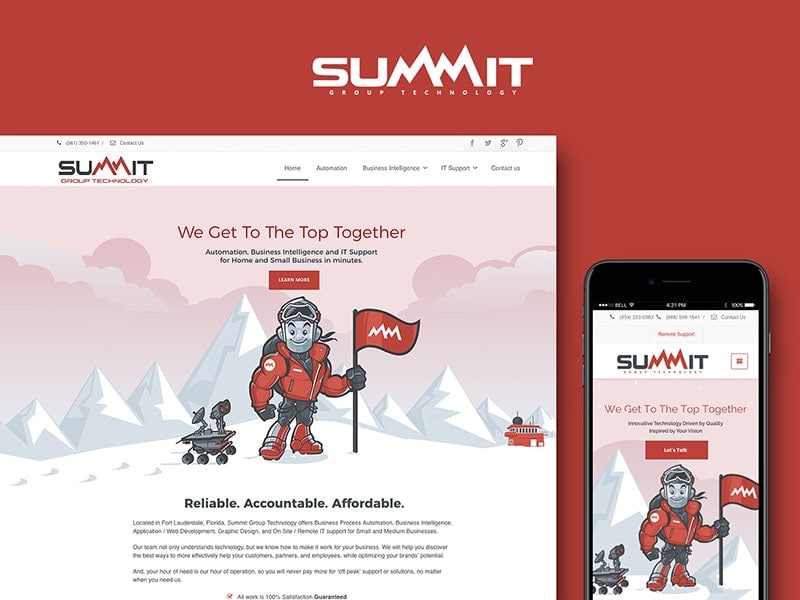 SUMMIT
GROUP TECHNOLOGY
(561) 350-1461 / Contact Us
SUMMIT
GROUP TECHNOLOGY
Home Automation Business Intelligence IT Support Contact us
We Get To The Top Together
Automation, Business Intelligence and IT Support
for Home and Small Business in minutes.
LEARN MORE
Reliable. Accountable. Affordable.
Located in Fort Lauderdale, Florida, Summit Group Technology offers Business Process Automation, Business Intelligence,
Application / Web Development, Graphic Design, and On Site / Remote IT support for Small and Medium Businesses.
Our team not only understands technology, but we know how to make it work for your business. We will help you discover
the best ways to more effectively help your customers, partners, and employees, while optimizing your brands' potential.
And, your hour of need is our hour of operation, so you will never pay more for 'off peak' support or solutions, no matter
when you need us.
All work is 100% Satisfaction Guaranteed
BELL 4:21 PM 100%
(954) 233-0383 (888) 599-1641 / Contact Us
Remote Support
SUMMIT
GROUP TECHNOLOGY
We Get To The Top Together
Innovative Technology Driven by Quality
Inspired by Your Vision
Let's Talk